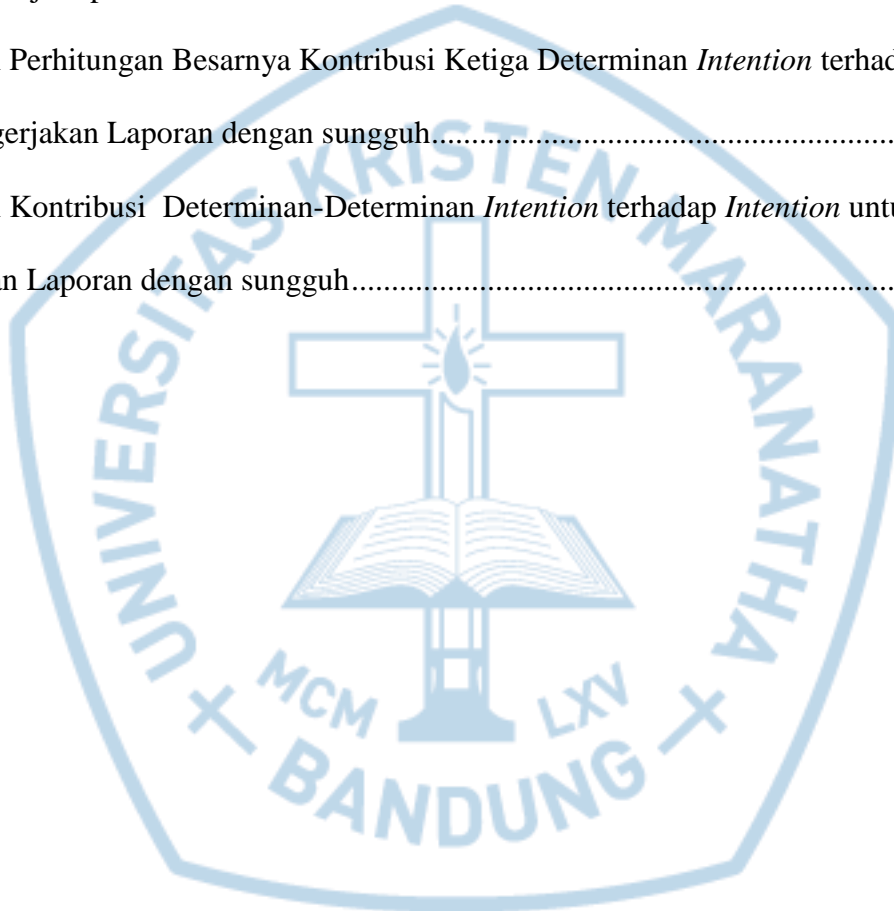 Perhitungan Besarnya Kontribusi Ketiga Determinan Intention terhad
gerjakan Laporan dengan sungguh....................................................................
Kontribusi Determinan-Determinan Intention terhadap Intention untu
an Laporan dengan sungguh....................................................................
UNIVERSITAS KRISTEN MARANATHA
MCM LXV
BANDUNG